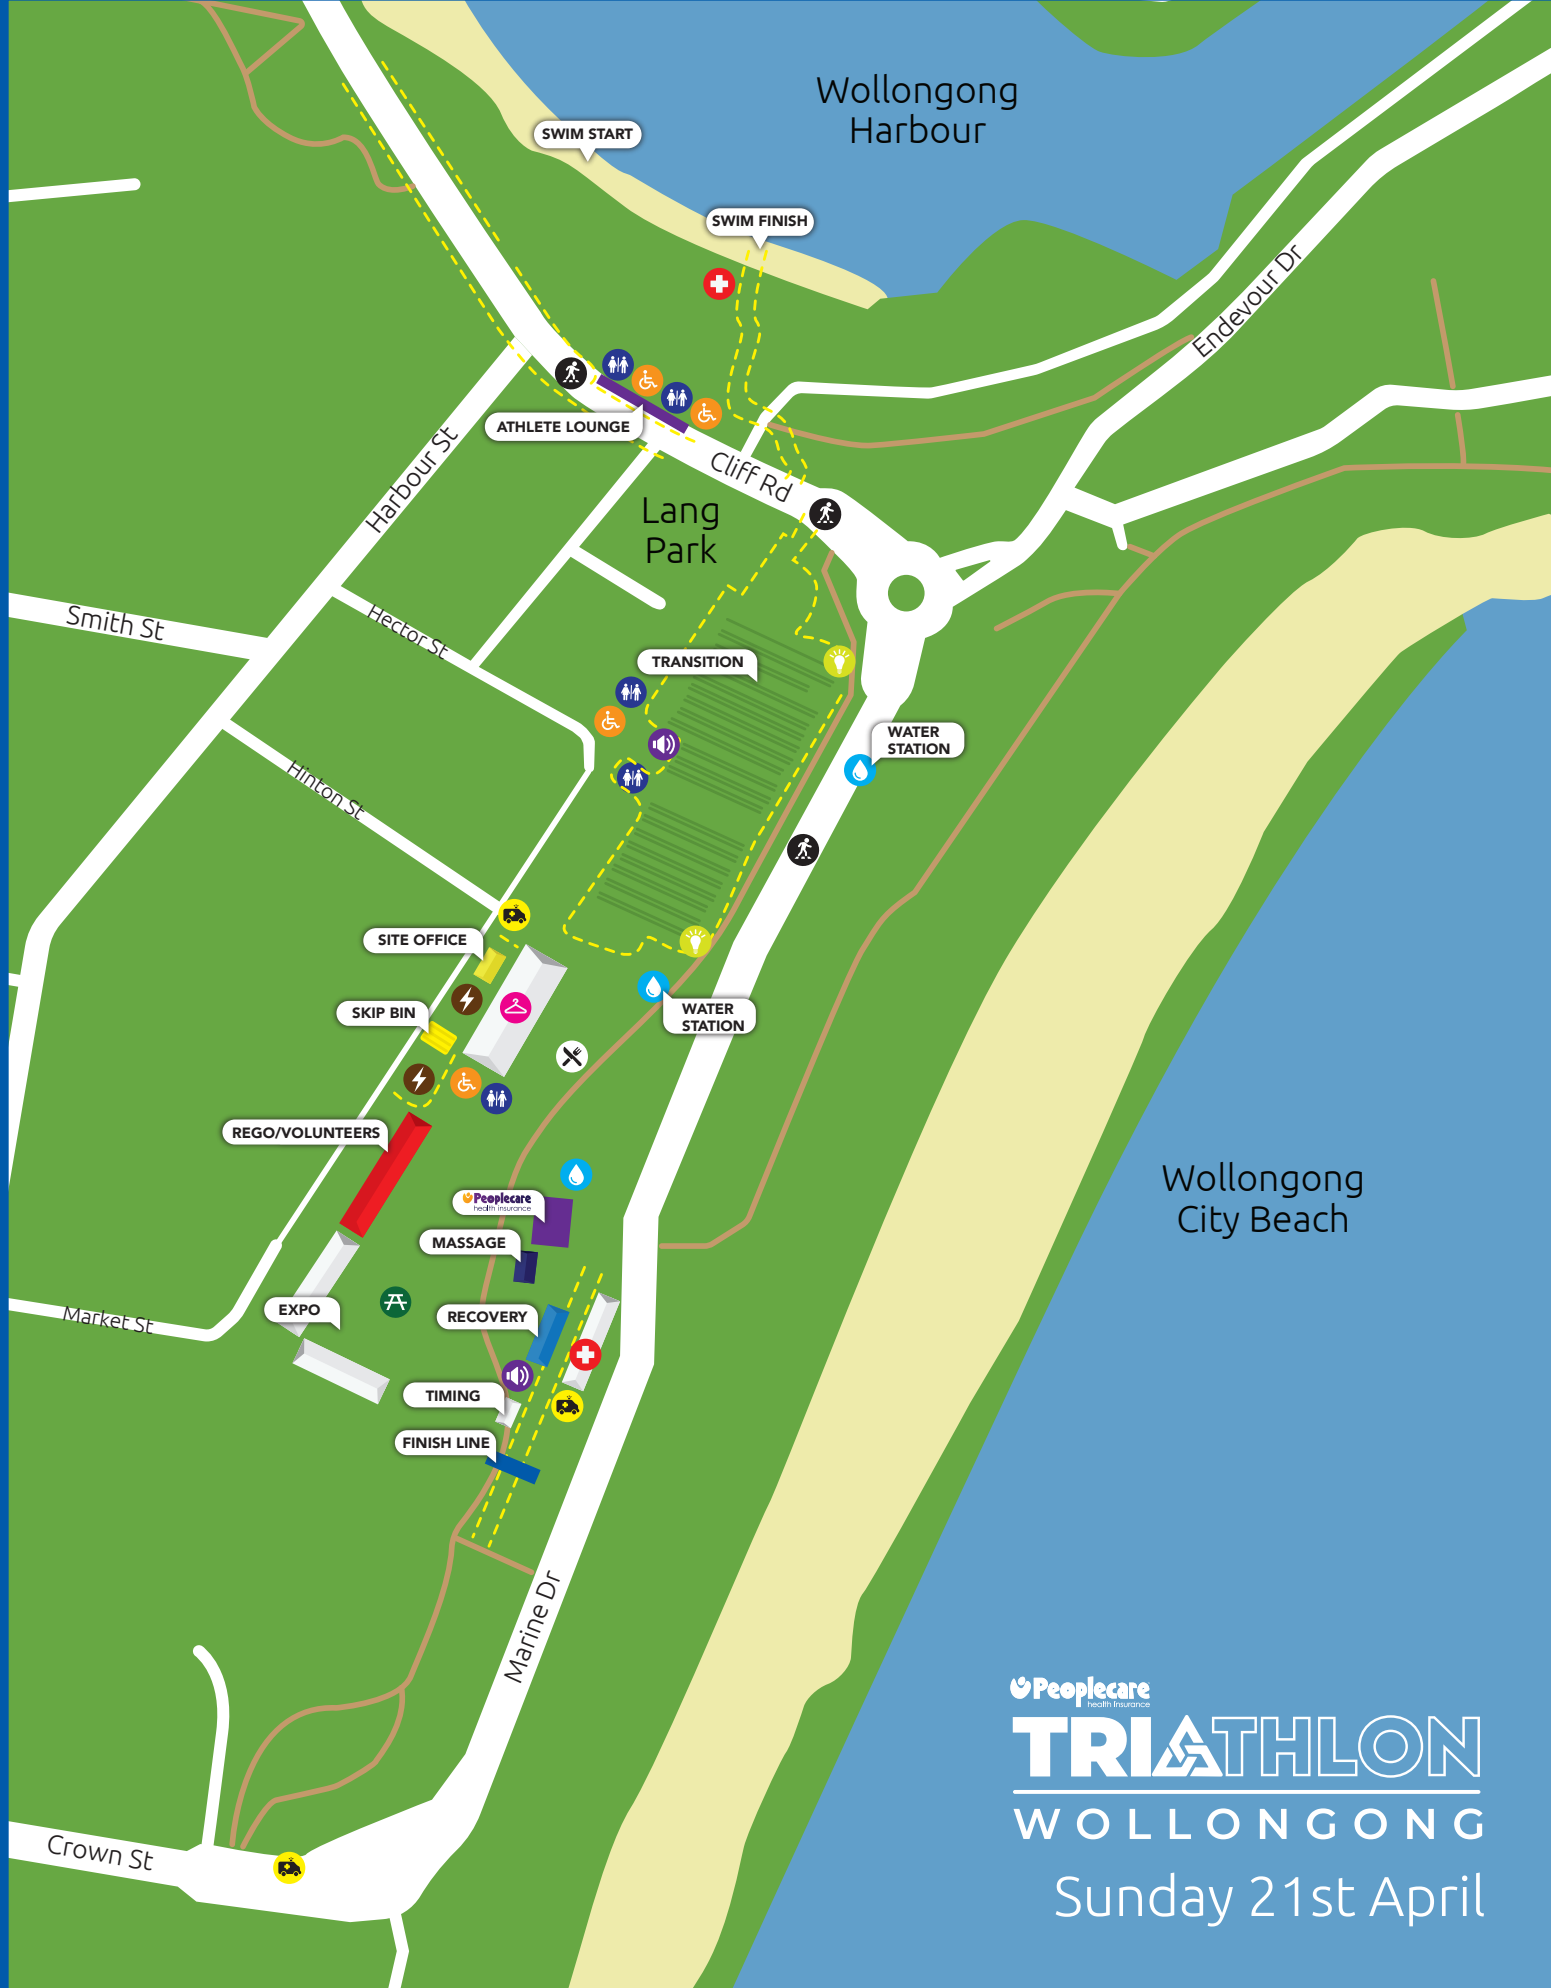 Wollongong
Harbour
SWIM START
SWIM FINISH
Endevour Dr
ATHLETE LOUNGE
Harbour St
Cliff Rd
Lang
Park
Smith St
Hector St
TRANSITION
WATER
STATION
Hinton St
SITE OFFICE
SKIP BIN
WATER
STATION
REGO/VOLUNTEERS
Peoplecare
health insurance
MASSAGE
Wollongong
City Beach
EXPO
RECOVERY
Market St
TIMING
FINISH LINE
Marine Dr
Peoplecare
health insurance
TRIATHLON
WOLLONGONG
Crown St
Sunday 21st April